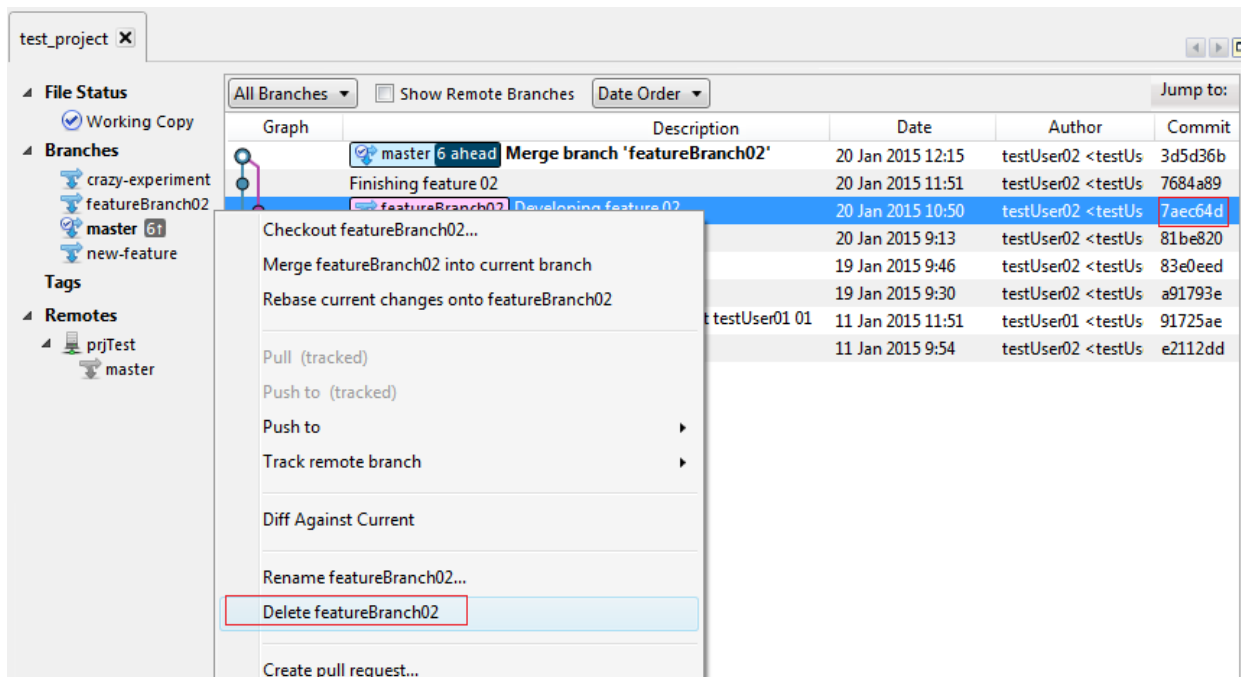 test_project
File Status
Working Copy
Branches
crazy-experiment
featureBranch02
master 6↑
new-feature
Tags
Remotes
prjTest
master
All Branches Show Remote Branches Date Order Jump to:
Graph Description Date Author Commit
master 6 ahead Merge branch 'featureBranch02' 20 Jan 2015 12:15 testUser02 <testUs 3d5d36b
Finishing feature 02 20 Jan 2015 11:51 testUser02 <testUs 7684a89
featureBranch02 Developing feature 02 20 Jan 2015 10:50 testUser02 <testUs 7aec64d
20 Jan 2015 9:13 testUser02 <testUs 81be820
19 Jan 2015 9:46 testUser02 <testUs 83e0eed
19 Jan 2015 9:30 testUser02 <testUs a91793e
t testUser01 01 11 Jan 2015 11:51 testUser01 <testUs 91725ae
11 Jan 2015 9:54 testUser02 <testUs e2112dd
Checkout featureBranch02...
Merge featureBranch02 into current branch
Rebase current changes onto featureBranch02
Pull (tracked)
Push to (tracked)
Push to
Track remote branch
Diff Against Current
Rename featureBranch02...
Delete featureBranch02
Create pull request...